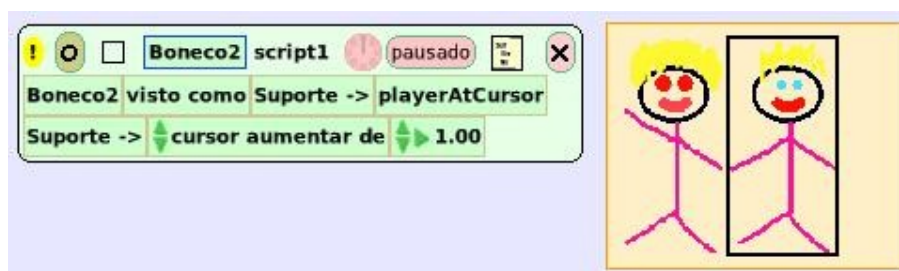 ! Boneco2 script1 pausado
Boneco2 visto como Suporte -> playerAtCursor
Suporte -> cursor aumentar de 1.00